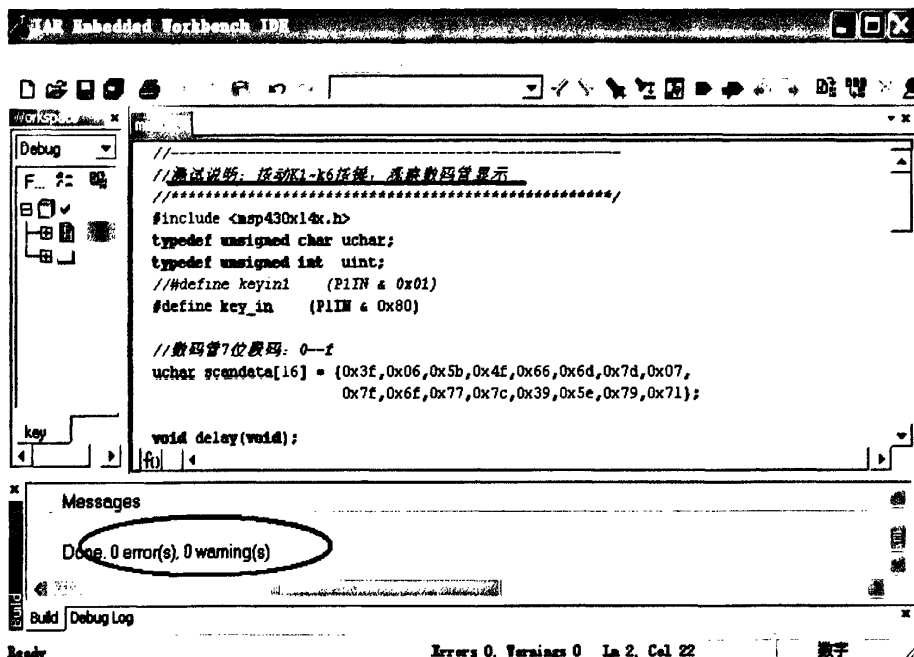 IAR Embedded Workbench IDE
Workspace
Debug
F...
key
//------------------------------------------------------
//测试说明：按动K1~k6按键，观察数码管显示
//******************************************************/
#include <msp430x14x.h>
typedef unsigned char uchar;
typedef unsigned int uint;
//#define keyin1 (P1IN & 0x01)
#define key_in (P1IN & 0x80)
//数码管7位段码：0--f
uchar scandata[16] = {0x3f,0x06,0x5b,0x4f,0x66,0x6d,0x7d,0x07,
0x7f,0x6f,0x77,0x7c,0x39,0x5e,0x79,0x71};
void delay(void);
f()
Messages
Done. 0 error(s), 0 warning(s)
Build
Debug Log
Ready
Errors 0, Warnings 0
Ln 2, Col 22
数字